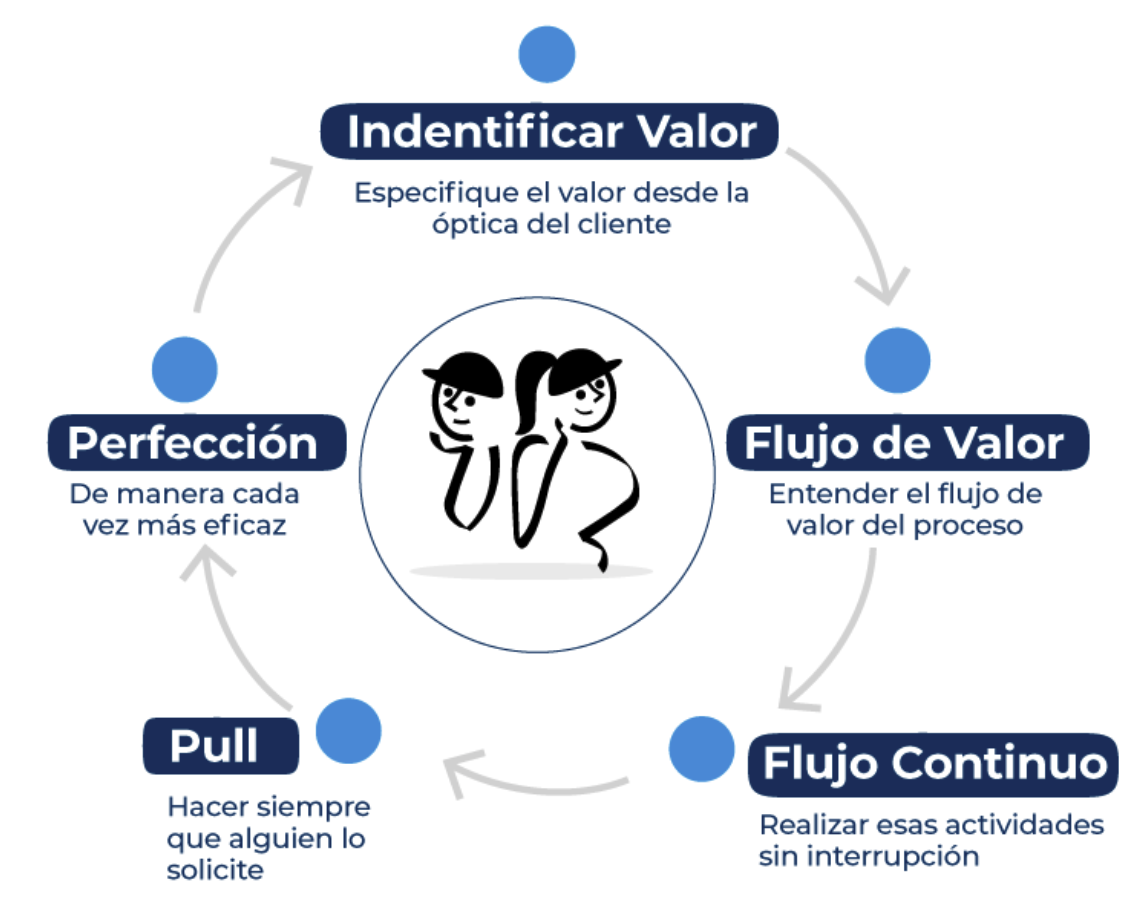 Indentificar Valor
Especifique el valor desde la
óptica del cliente
Flujo de Valor
Entender el flujo de
valor del proceso
Flujo Continuo
Realizar esas actividades
sin interrupción
Pull
Hacer siempre
que alguien lo
solicite
Perfección
De manera cada
vez más eficaz